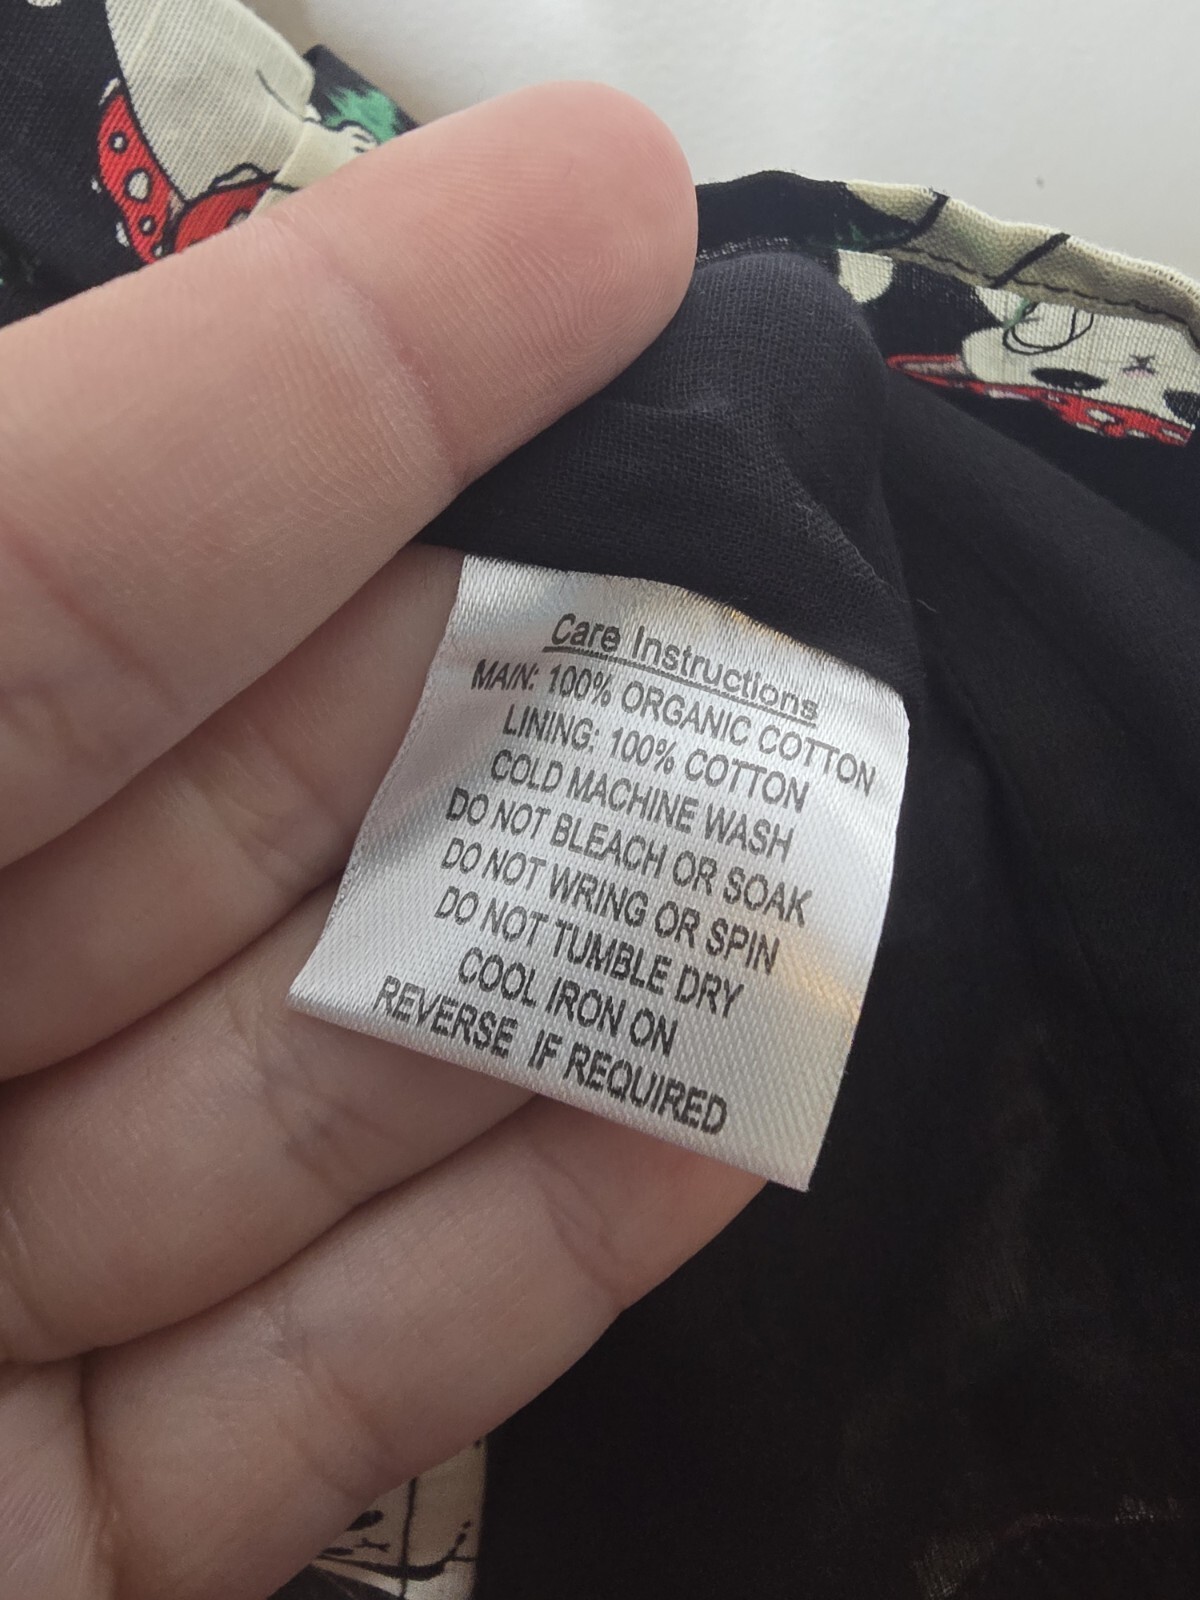 Care Instructions
MAIN: 100% ORGANIC COTTON
LINING: 100% COTTON
COLD MACHINE WASH
DO NOT BLEACH OR SOAK
DO NOT WRING OR SPIN
DO NOT TUMBLE DRY
COOL IRON ON
REVERSE IF REQUIRED